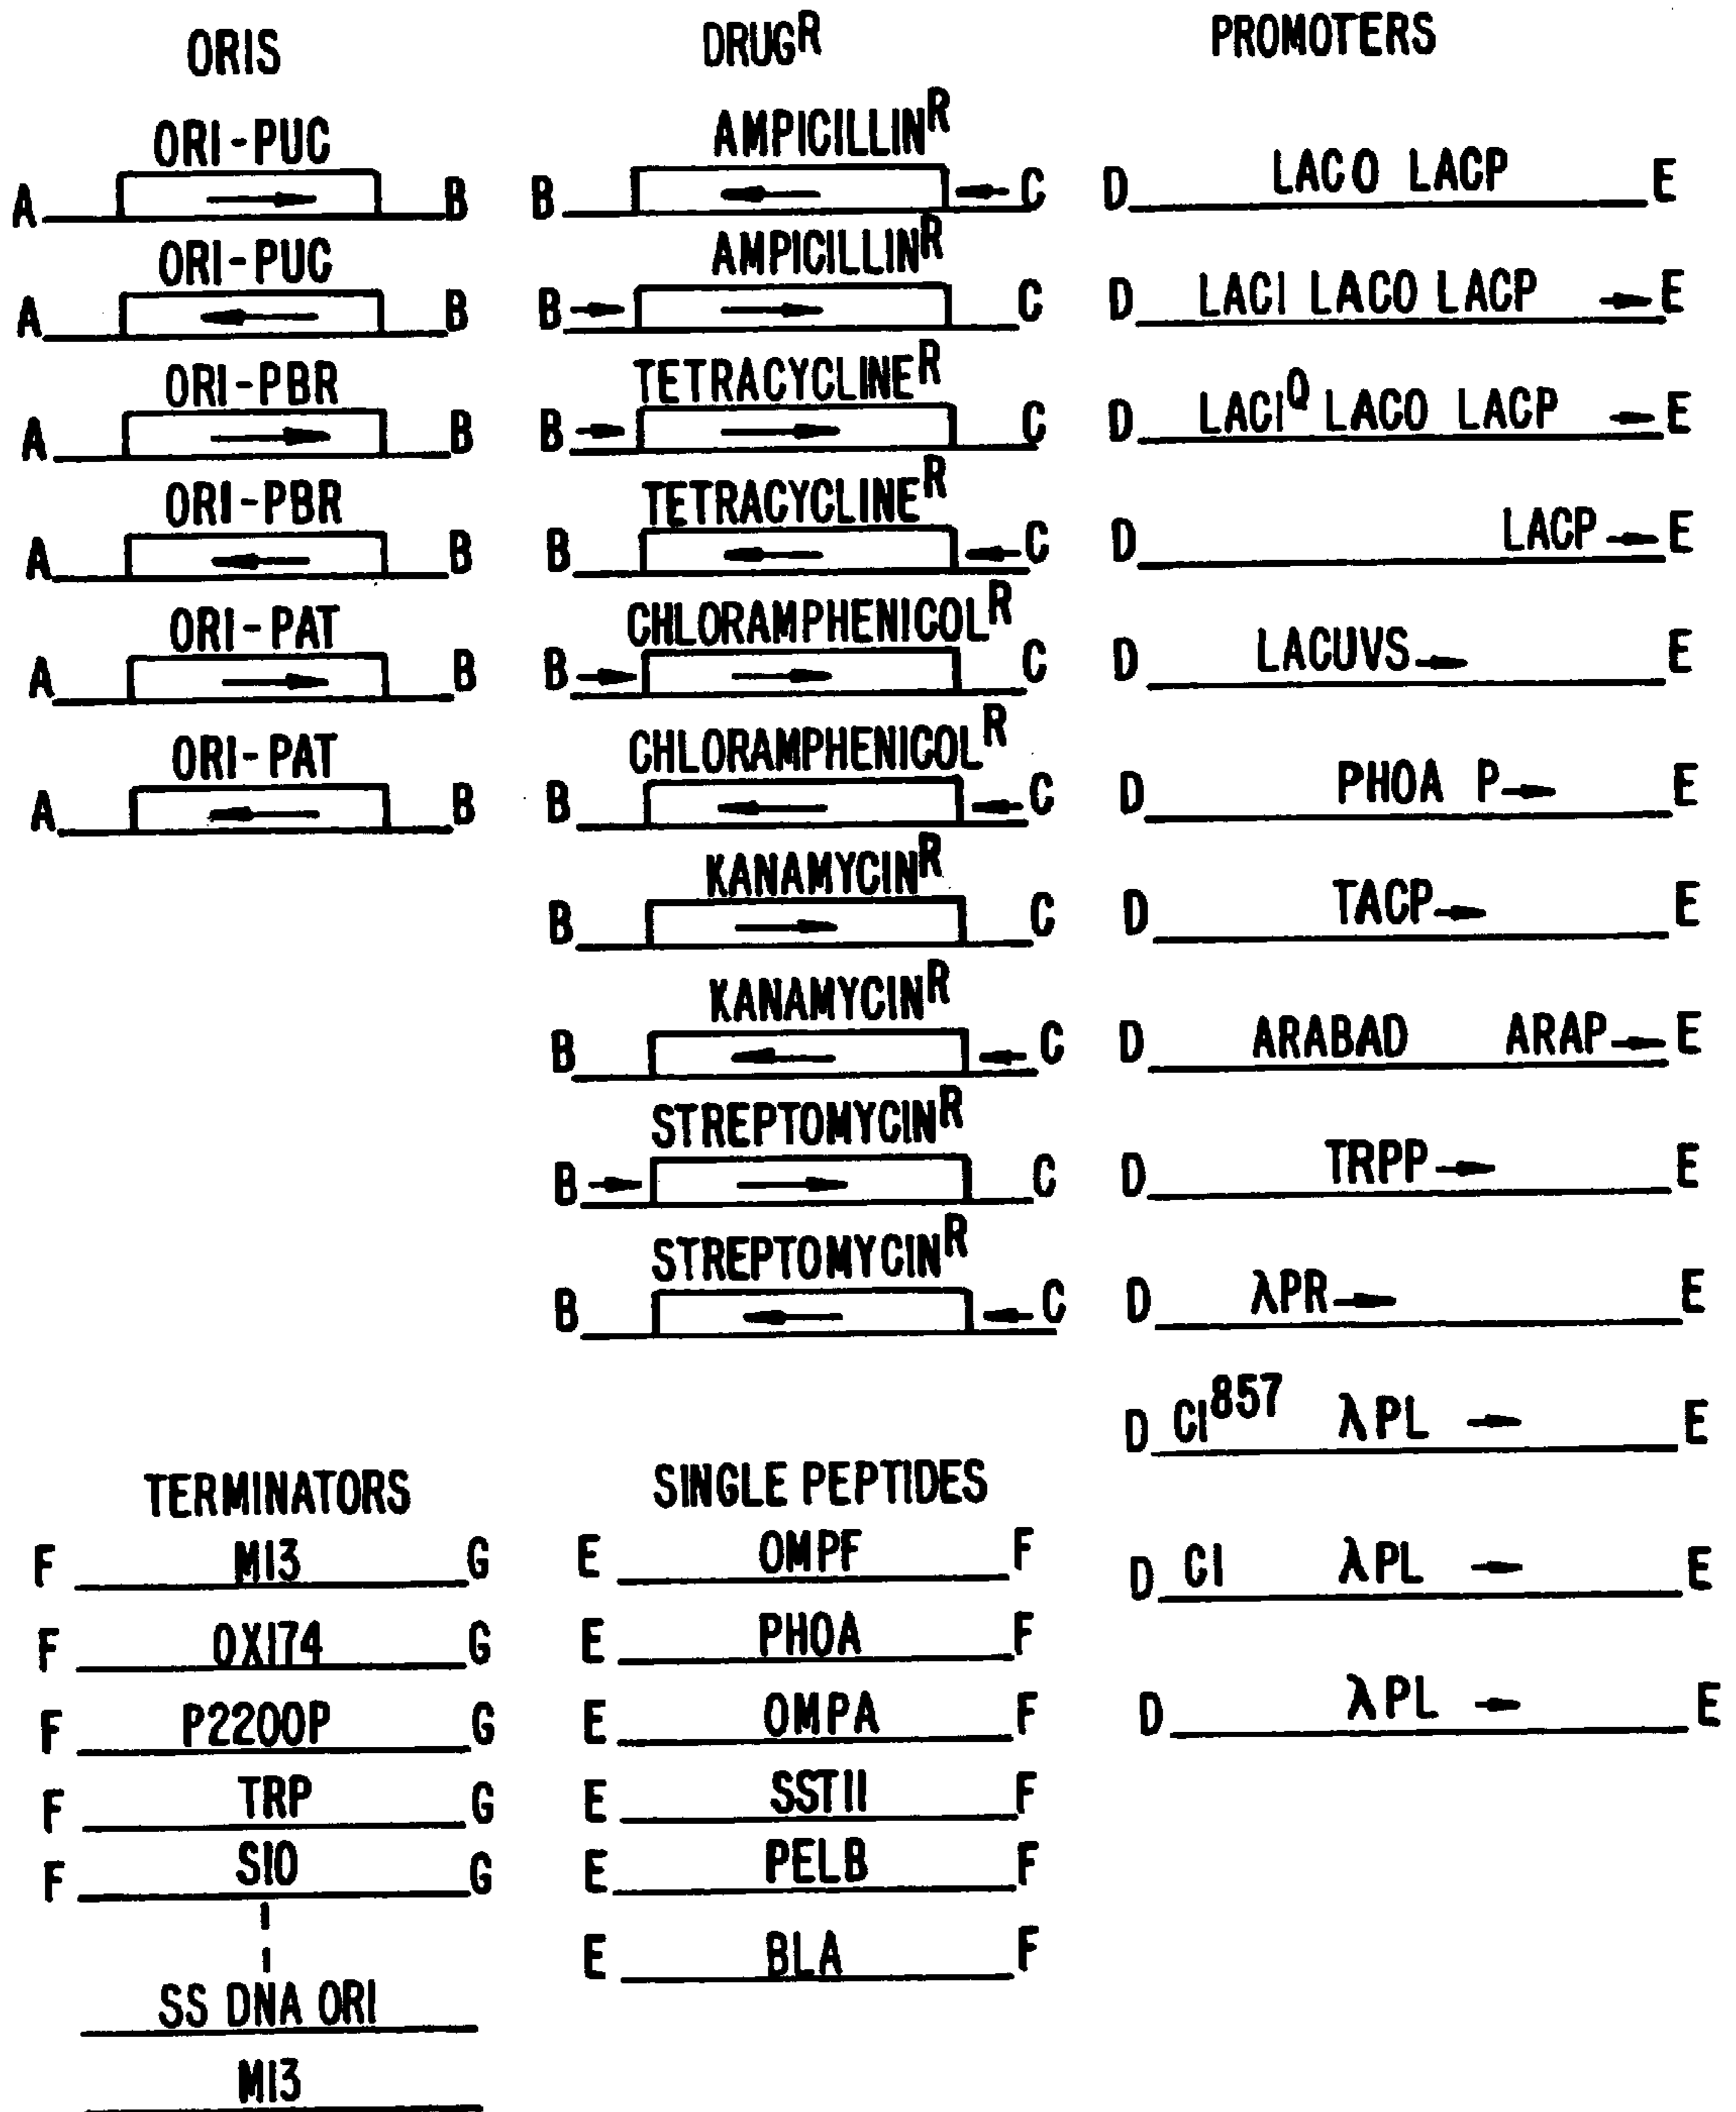 ORIS
ORI-PUC
A B
ORI-PUC
A B
ORI-PBR
A B
ORI-PBR
A B
ORI-PAT
A B
ORI-PAT
A B
DRUGR
AMPICILLINR
B C
AMPICILLINR
B C
TETRACYCLINER
B C
TETRACYCLINER
B C
CHLORAMPHENICOLR
B C
CHLORAMPHENICOLR
B C
KANAMYCINR
B C
KANAMYCINR
B C
STREPTOMYCINR
B C
STREPTOMYCINR
B C
PROMOTERS
D LACO LACP E
D LACI LACO LACP E
D LACIQ LACO LACP E
D LACP E
D LACUVS E
D PHOA P E
D TACP E
D ARABAD ARAP E
D TRPP E
D λPR E
D CI857 λPL E
D CI λPL E
D λPL E
TERMINATORS
F M13 G
F 0X174 G
F P2200P G
F TRP G
F S10 G
SS DNA ORI
M13
SINGLE PEPTIDES
E OMPF F
E PHOA F
E OMPA F
E SSTII F
E PELB F
E BLA F